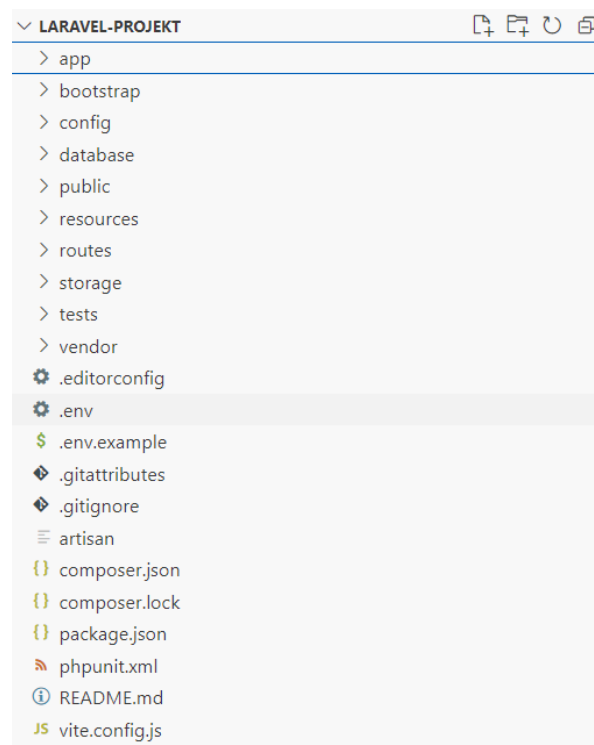 LARAVEL-PROJEKT
app
bootstrap
config
database
public
resources
routes
storage
tests
vendor
.editorconfig
.env
$ .env.example
.gitattributes
.gitignore
artisan
{} composer.json
{} composer.lock
{} package.json
phpunit.xml
README.md
JS vite.config.js